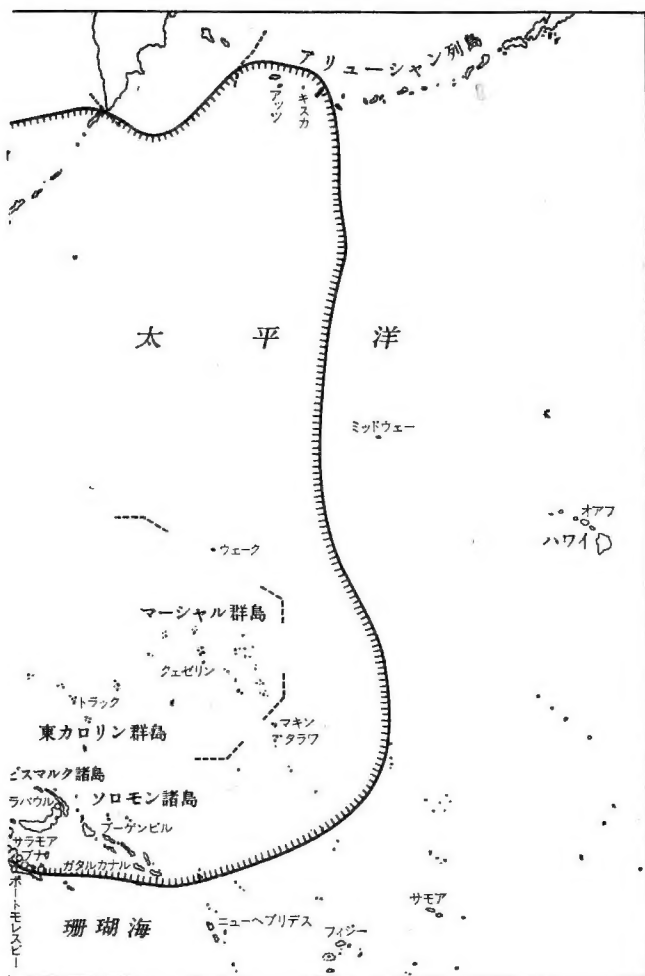 アリューシャン列島
アッツ
キスカ
太平洋
ミッドウェー
オアフ
ハワイ
ウェーク
マーシャル群島
クェゼリン
トラック
マキン
タラワ
東カロリン群島
ビスマルク諸島
ラバウル
ソロモン諸島
ブーゲンビル
サラモア
ブナ
ガタルカナル
ポートモレスビー
珊瑚海
ニューヘブリデス
フィジー
サモア